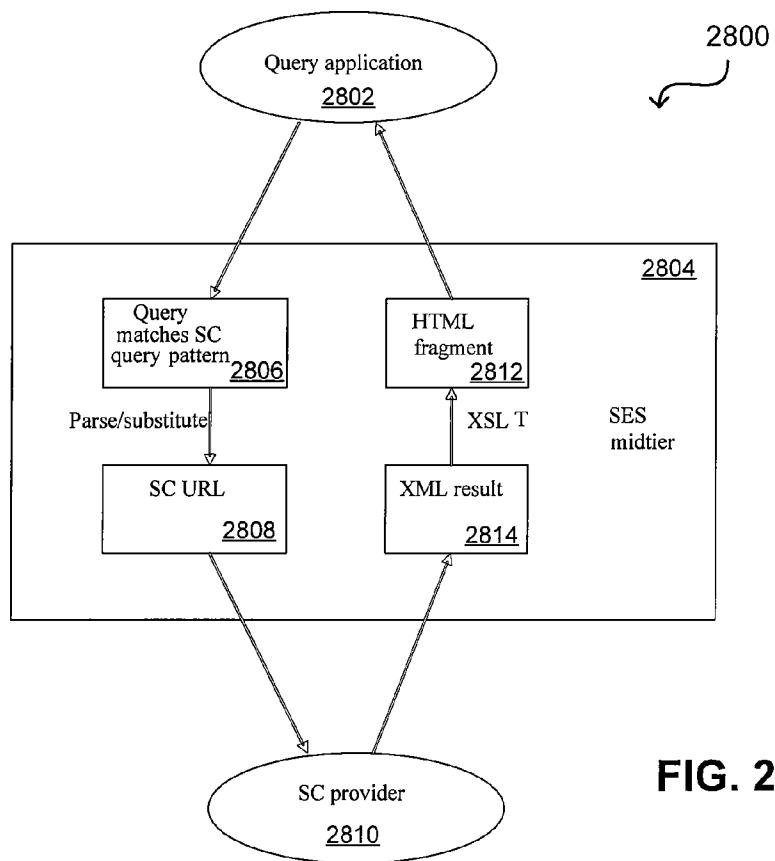 2800
Query application
2802
2804
Query
matches SC
query pattern
2806
HTML
fragment
2812
Parse/substitute
XSL T
SES
midtier
SC URL
2808
XML result
2814
SC provider
2810
FIG. 2